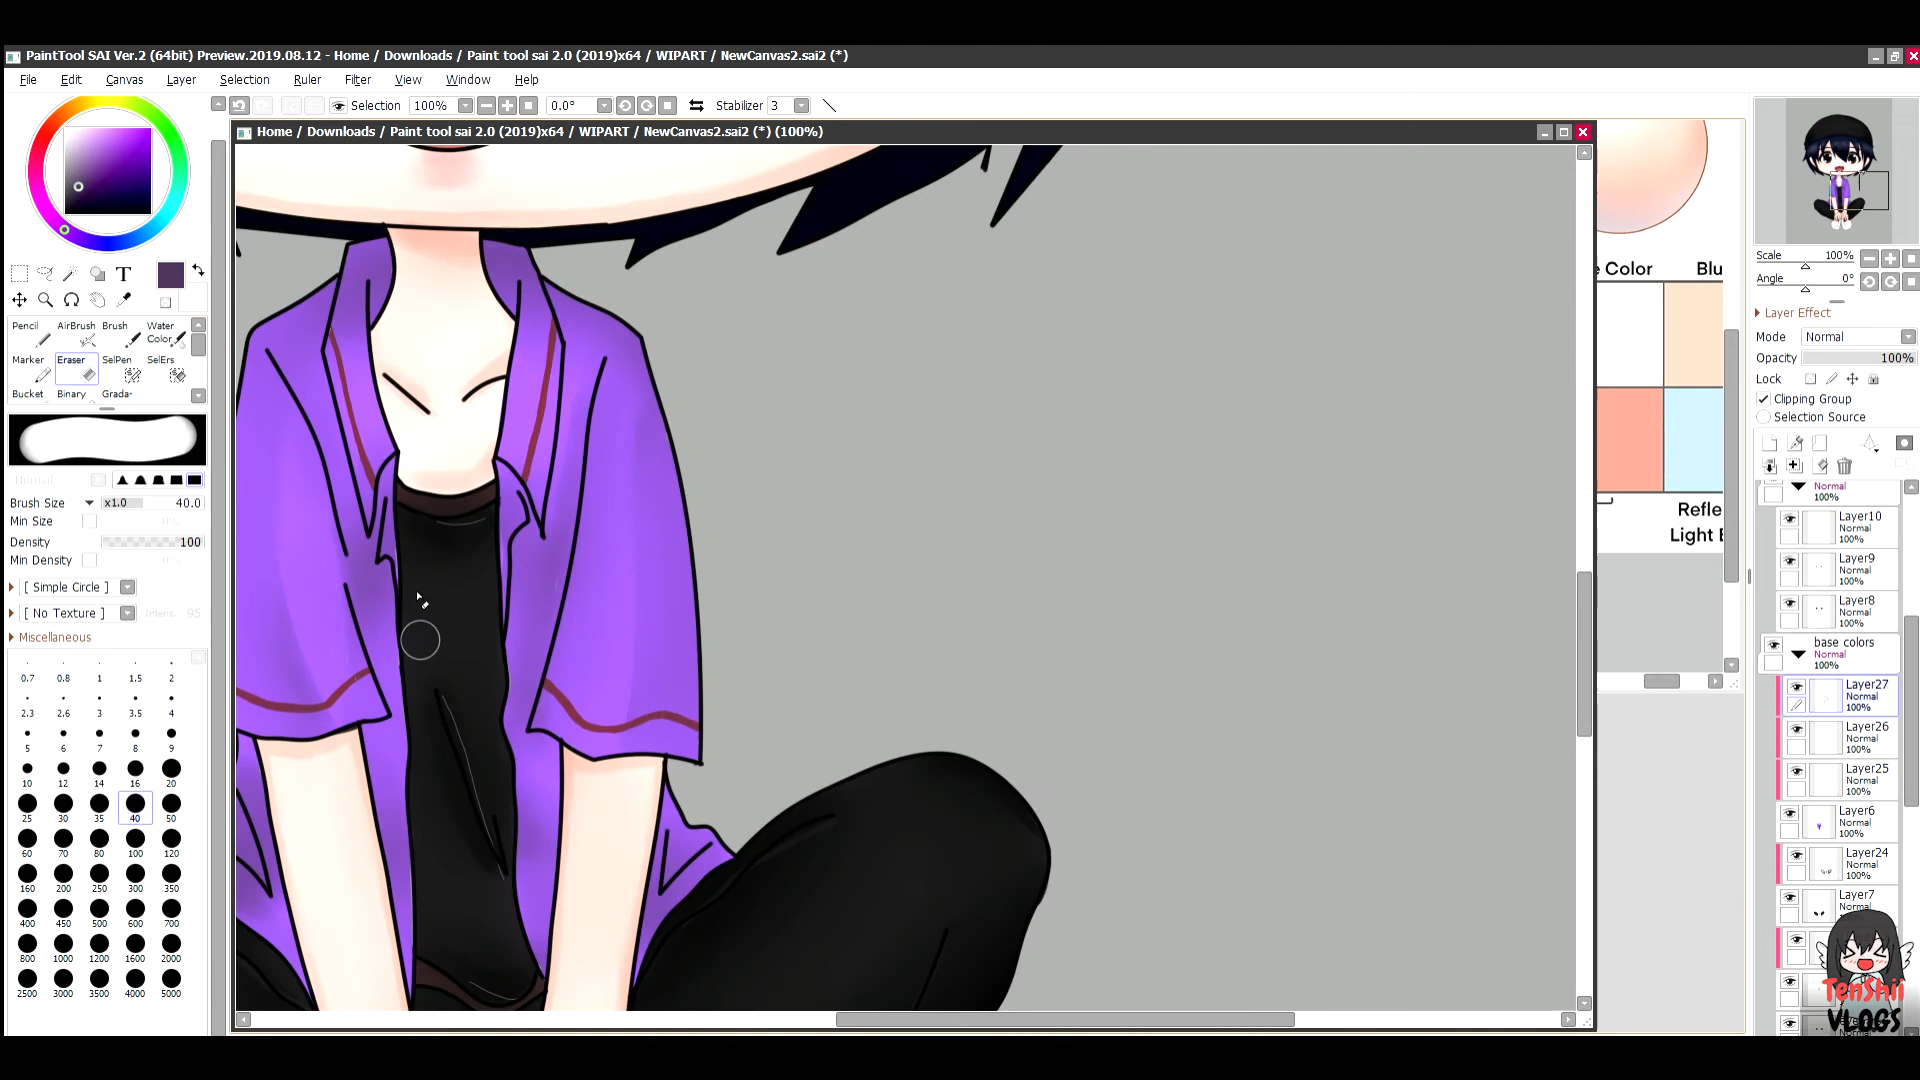 PaintTool SAI Ver.2 (64bit) Preview.2019.08.12 - Home / Downloads / Paint tool sai 2.0 (2019)x64 / WIPART / NewCanvas2.sai2 (*)
File Edit Canvas Layer Selection Ruler Filter View Window Help
Selection 100% 0.0° Stabilizer 3
Home / Downloads / Paint tool sai 2.0 (2019)x64 / WIPART / NewCanvas2.sai2 (*) (100%)
T
Pencil AirBrush Brush Water Color
Marker Eraser SelPen SelErs
Bucket Binary Grada-
Normal
Brush Size x1.0 40.0
Min Size 0%
Density 100
Min Density 0%
[ Simple Circle ]
[ No Texture ] Intens. 95
Miscellaneous
0.7 0.8 1 1.5 2
2.3 2.6 3 3.5 4
5 6 7 8 9
10 12 14 16 20
25 30 35 40 50
60 70 80 100 120
160 200 250 300 350
400 450 500 600 700
800 1000 1200 1600 2000
2500 3000 3500 4000 5000
e Color Blu
Refle
Light E
Scale 100%
Angle 0°
Layer Effect
Mode Normal
Opacity 100%
Lock
Clipping Group
Selection Source
Normal
100%
Layer10
Normal
100%
Layer9
Normal
100%
Layer8
Normal
100%
base colors
Normal
100%
Layer27
Normal
100%
Layer26
Normal
100%
Layer25
Normal
100%
Layer6
Normal
100%
Layer24
Normal
100%
Layer7
Normal
100%
TenShii
VLOGS